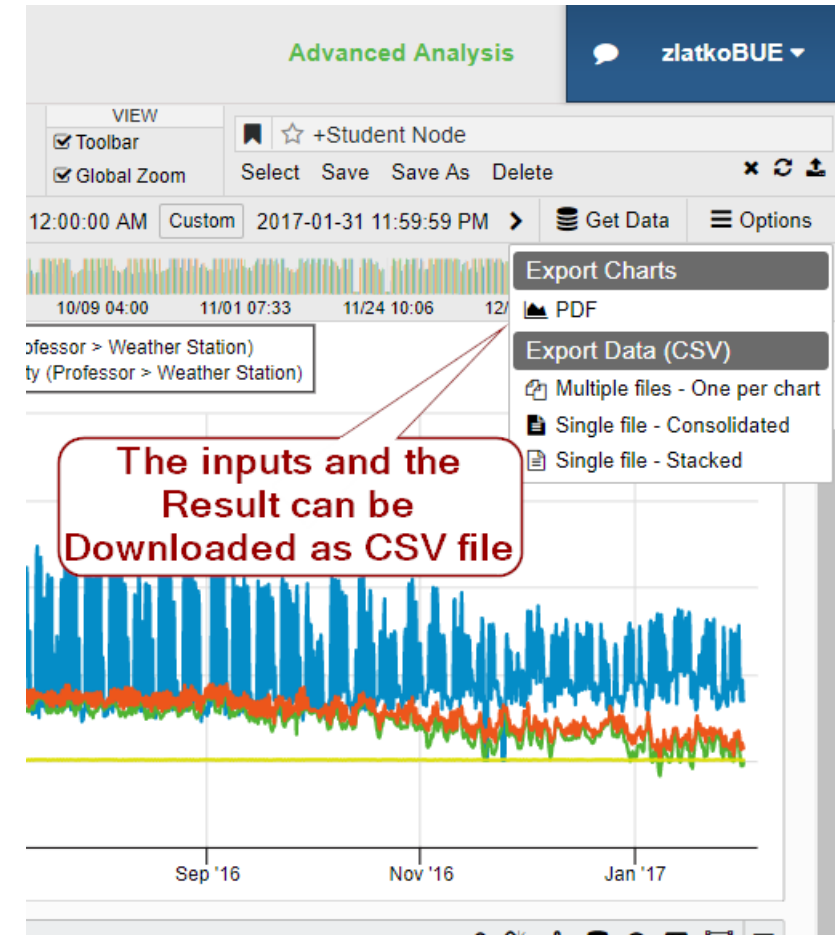 Advanced Analysis
zlatkoBUE
VIEW
Toolbar
Global Zoom
+Student Node
Select Save Save As Delete
12:00:00 AM Custom 2017-01-31 11:59:59 PM Get Data Options
10/09 04:00 11/01 07:33 11/24 10:06 12/
Export Charts
PDF
Export Data (CSV)
Multiple files - One per chart
Single file - Consolidated
Single file - Stacked
ofessor > Weather Station)
ty (Professor > Weather Station)
The inputs and the
Result can be
Downloaded as CSV file
Sep '16 Nov '16 Jan '17